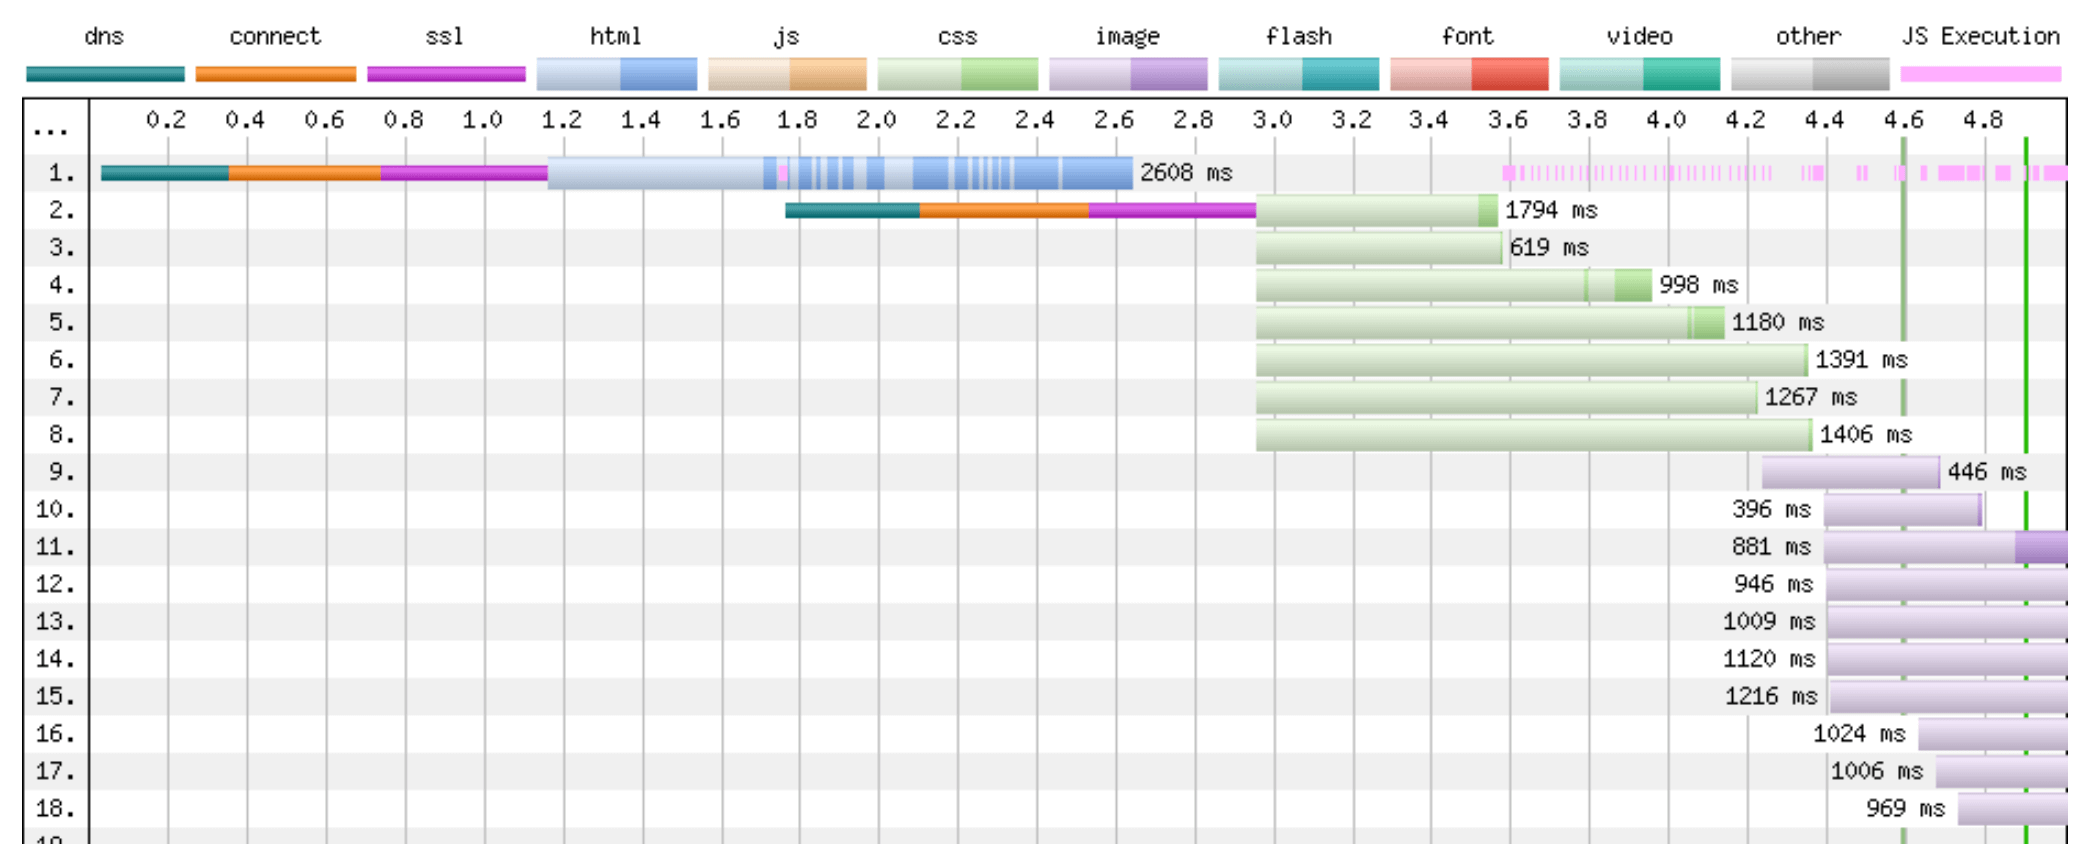 dns connect ssl html js css image flash font video other JS Execution
... 0.2 0.4 0.6 0.8 1.0 1.2 1.4 1.6 1.8 2.0 2.2 2.4 2.6 2.8 3.0 3.2 3.4 3.6 3.8 4.0 4.2 4.4 4.6 4.8
1. 2608 ms
2. 1794 ms
3. 619 ms
4. 998 ms
5. 1180 ms
6. 1391 ms
7. 1267 ms
8. 1406 ms
9. 446 ms
10. 396 ms
11. 881 ms
12. 946 ms
13. 1009 ms
14. 1120 ms
15. 1216 ms
16. 1024 ms
17. 1006 ms
18. 969 ms